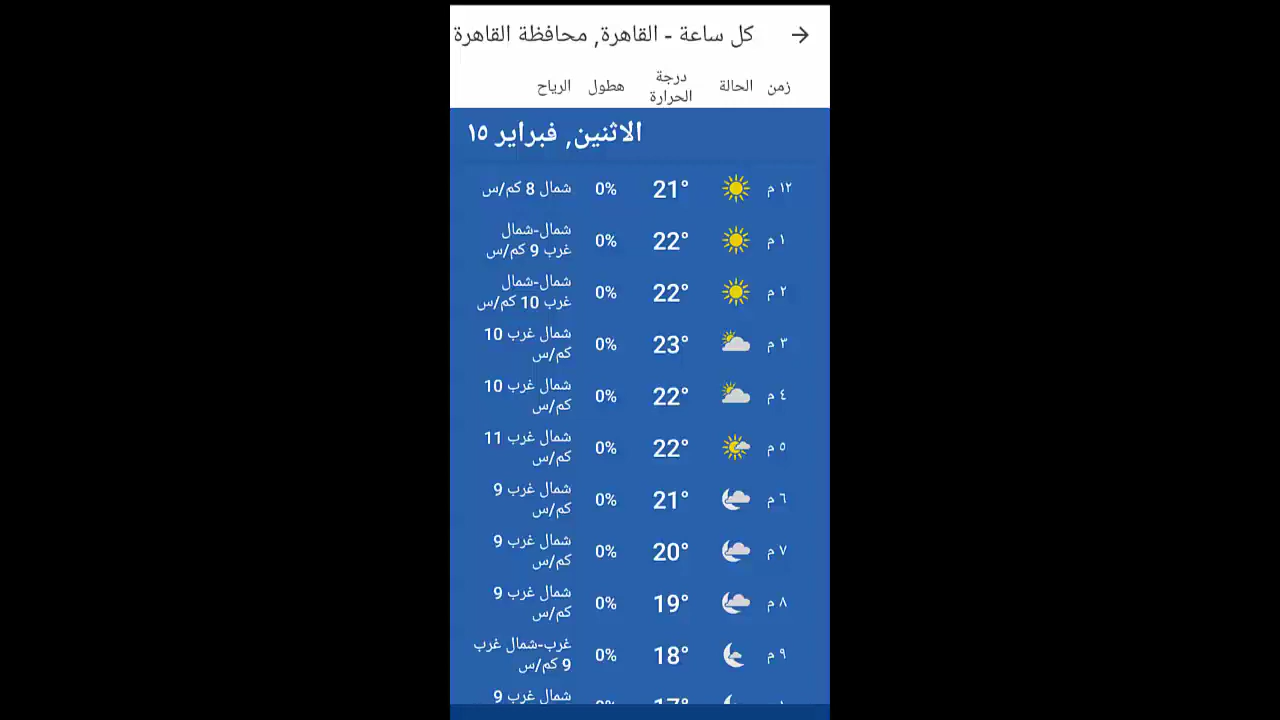 كل ساعة - القاهرة, محافظة القاهرة
زمن الحالة درجة الحرارة هطول الرياح
الاثنين, فبراير ١٥
١٢ م 21° 0% شمال 8 كم/س
١ م 22° 0% شمال-شمال غرب 9 كم/س
٢ م 22° 0% شمال-شمال غرب 10 كم/س
٣ م 23° 0% شمال غرب 10 كم/س
٤ م 22° 0% شمال غرب 10 كم/س
٥ م 22° 0% شمال غرب 11 كم/س
٦ م 21° 0% شمال غرب 9 كم/س
٧ م 20° 0% شمال غرب 9 كم/س
٨ م 19° 0% شمال غرب 9 كم/س
٩ م 18° 0% غرب-شمال غرب 9 كم/س
17° شمال غرب 9